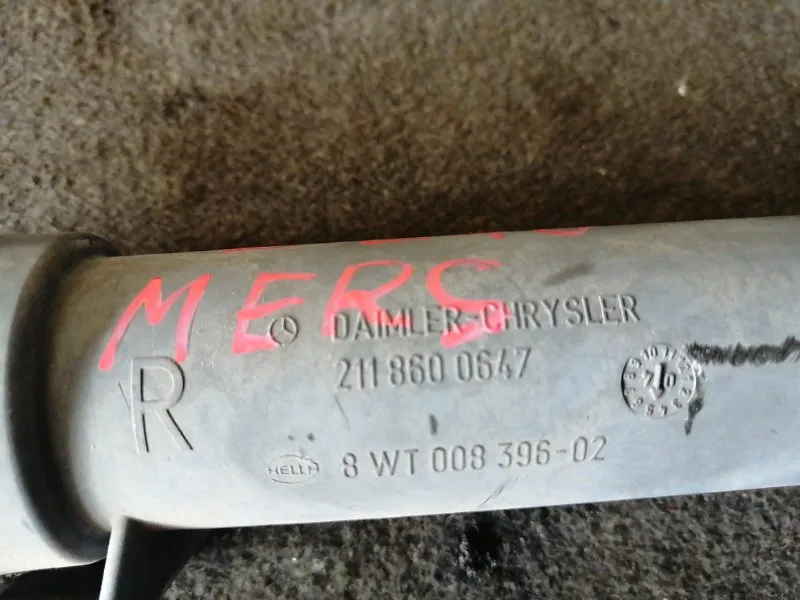 MERS
DAIMLER-CHRYSLER
211 860 0647
R
HELLA 8 WT 008 396-02